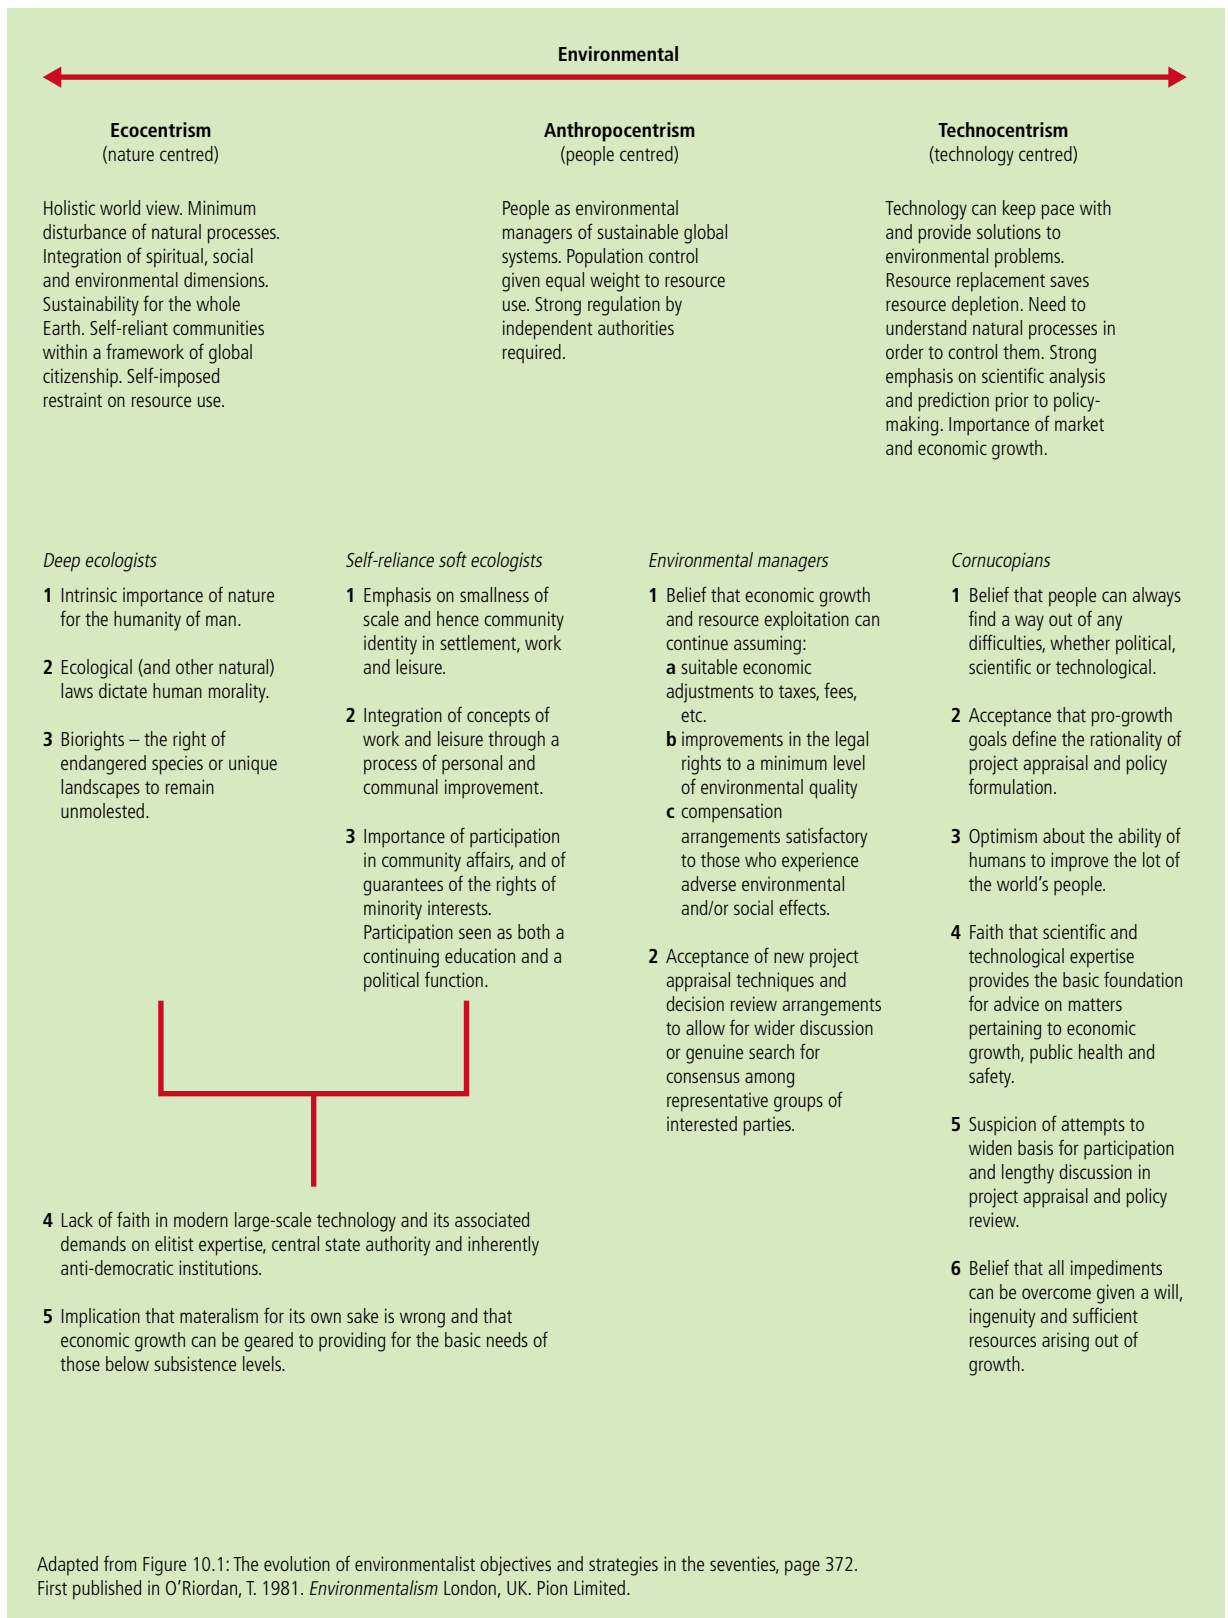 Environmental
Ecocentrism
(nature centred)
Holistic world view. Minimum
disturbance of natural processes.
Integration of spiritual, social
and environmental dimensions.
Sustainability for the whole
Earth. Self-reliant communities
within a framework of global
citizenship. Self-imposed
restraint on resource use.
Anthropocentrism
(people centred)
People as environmental
managers of sustainable global
systems. Population control
given equal weight to resource
use. Strong regulation by
independent authorities
required.
Technocentrism
(technology centred)
Technology can keep pace with
and provide solutions to
environmental problems.
Resource replacement saves
resource depletion. Need to
understand natural processes in
order to control them. Strong
emphasis on scientific analysis
and prediction prior to policy-
making. Importance of market
and economic growth.
Deep ecologists
1 Intrinsic importance of nature
for the humanity of man.
2 Ecological (and other natural)
laws dictate human morality.
3 Biorights – the right of
endangered species or unique
landscapes to remain
unmolested.
Self-reliance soft ecologists
1 Emphasis on smallness of
scale and hence community
identity in settlement, work
and leisure.
2 Integration of concepts of
work and leisure through a
process of personal and
communal improvement.
3 Importance of participation
in community affairs, and of
guarantees of the rights of
minority interests.
Participation seen as both a
continuing education and a
political function.
4 Lack of faith in modern large-scale technology and its associated
demands on elitist expertise, central state authority and inherently
anti-democratic institutions.
5 Implication that materalism for its own sake is wrong and that
economic growth can be geared to providing for the basic needs of
those below subsistence levels.
Environmental managers
1 Belief that economic growth
and resource exploitation can
continue assuming:
a suitable economic
adjustments to taxes, fees,
etc.
b improvements in the legal
rights to a minimum level
of environmental quality
c compensation
arrangements satisfactory
to those who experience
adverse environmental
and/or social effects.
2 Acceptance of new project
appraisal techniques and
decision review arrangements
to allow for wider discussion
or genuine search for
consensus among
representative groups of
interested parties.
Cornucopians
1 Belief that people can always
find a way out of any
difficulties, whether political,
scientific or technological.
2 Acceptance that pro-growth
goals define the rationality of
project appraisal and policy
formulation.
3 Optimism about the ability of
humans to improve the lot of
the world's people.
4 Faith that scientific and
technological expertise
provides the basic foundation
for advice on matters
pertaining to economic
growth, public health and
safety.
5 Suspicion of attempts to
widen basis for participation
and lengthy discussion in
project appraisal and policy
review.
6 Belief that all impediments
can be overcome given a will,
ingenuity and sufficient
resources arising out of
growth.
Adapted from Figure 10.1: The evolution of environmentalist objectives and strategies in the seventies, page 372.
First published in O'Riordan, T. 1981. Environmentalism London, UK. Pion Limited.